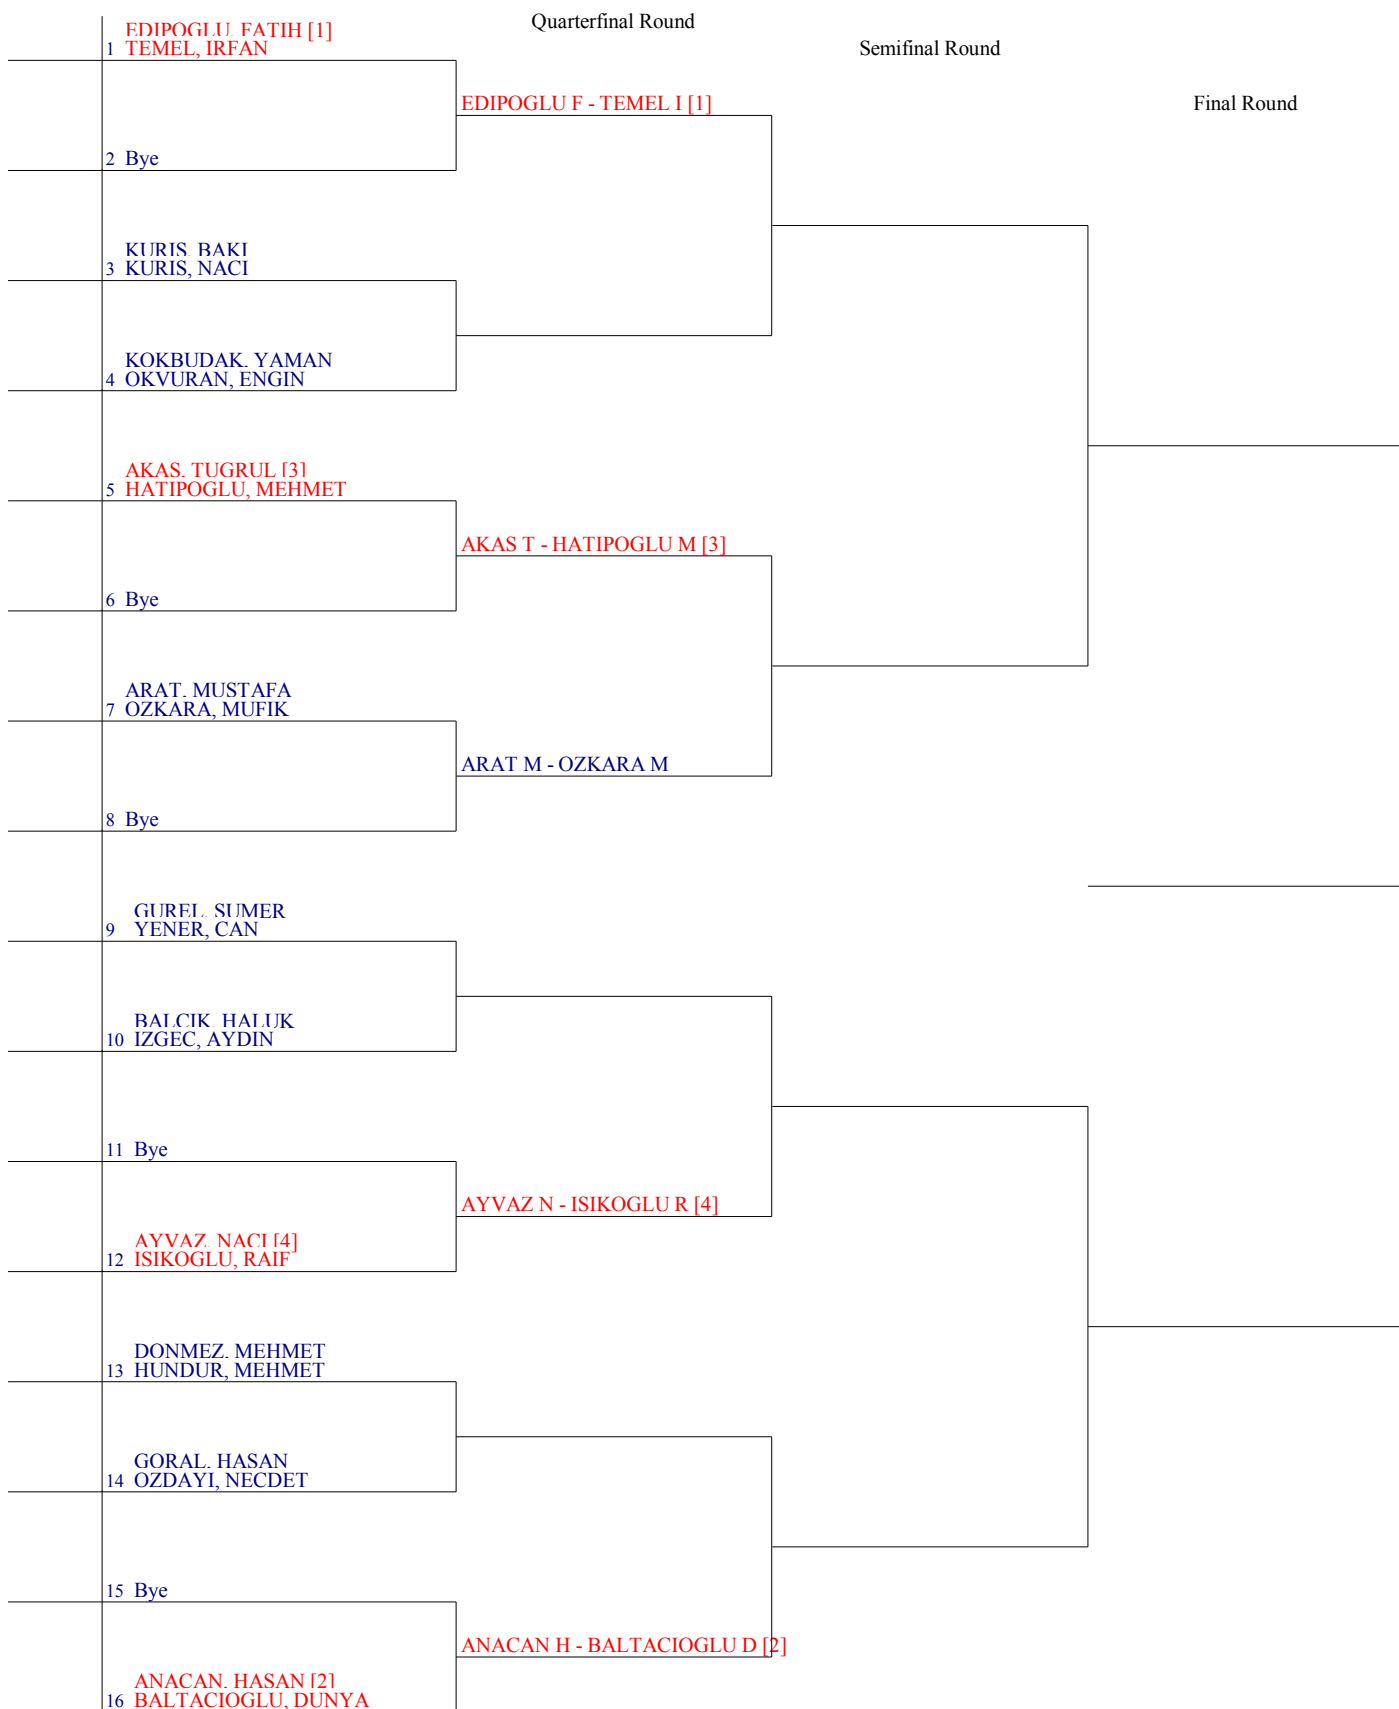 Quarterfinal Round
Semifinal Round
Final Round
EDIPOGLU, FATIH [1]
1 TEMEL, IRFAN
EDIPOGLU F - TEMEL I [1]
2 Bye
KURIS, BAKI
3 KURIS, NACI
KOKBUDAK, YAMAN
4 OKVURAN, ENGIN
AKAS, TUGRUL [3]
5 HATIPOGLU, MEHMET
AKAS T - HATIPOGLU M [3]
6 Bye
ARAT, MUSTAFA
7 OZKARA, MUFIK
ARAT M - OZKARA M
8 Bye
GUREL, SUMER
9 YENER, CAN
BALCIK, HALUK
10 IZGEC, AYDIN
11 Bye
AYVAZ N - ISIKOGLU R [4]
AYVAZ, NACI [4]
12 ISIKOGLU, RAIF
DONMEZ, MEHMET
13 HUNDUR, MEHMET
GORAL, HASAN
14 OZDAYI, NECDET
15 Bye
ANACAN H - BALTACIOGLU D [2]
ANACAN, HASAN [2]
16 BALTACIOGLU, DUNYA